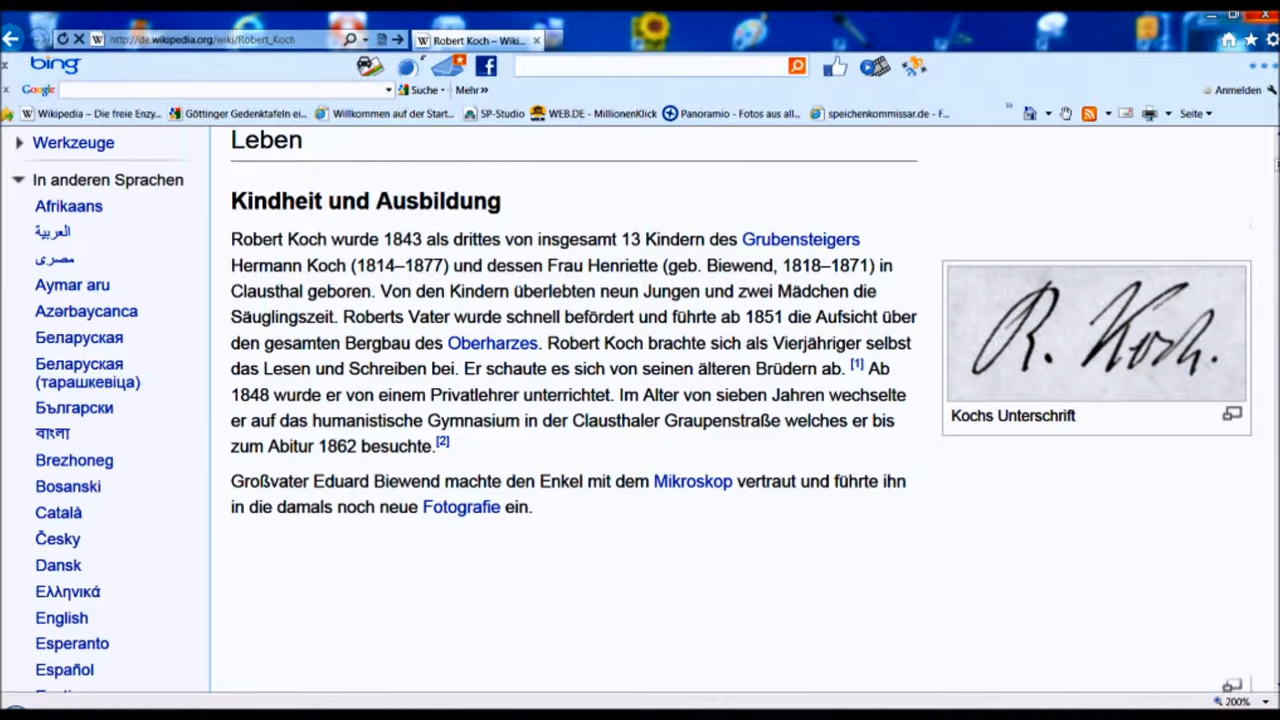 http://de.wikipedia.org/wiki/Robert_Koch
Robert Koch – Wiki...
bing
Google
Suche
Mehr »
Anmelden
Wikipedia – Die freie Enzy...
Göttinger Gedenktafeln ei...
Willkommen auf der Start...
SP-Studio
WEB.DE - MillionenKlick
Panoramio - Fotos aus all...
speichenkommissar.de - F...
Seite
Werkzeuge
In anderen Sprachen
Afrikaans
العربية
مصرى
Aymar aru
Azərbaycanca
Беларуская
Беларуская
(тарашкевіца)
Български
বাংলা
Brezhoneg
Bosanski
Català
Česky
Dansk
Ελληνικά
English
Esperanto
Español
Leben
Kindheit und Ausbildung
Robert Koch wurde 1843 als drittes von insgesamt 13 Kindern des Grubensteigers
Hermann Koch (1814–1877) und dessen Frau Henriette (geb. Biewend, 1818–1871) in
Clausthal geboren. Von den Kindern überlebten neun Jungen und zwei Mädchen die
Säuglingszeit. Roberts Vater wurde schnell befördert und führte ab 1851 die Aufsicht über
den gesamten Bergbau des Oberharzes. Robert Koch brachte sich als Vierjähriger selbst
das Lesen und Schreiben bei. Er schaute es sich von seinen älteren Brüdern ab. [1] Ab
1848 wurde er von einem Privatlehrer unterrichtet. Im Alter von sieben Jahren wechselte
er auf das humanistische Gymnasium in der Clausthaler Graupenstraße welches er bis
zum Abitur 1862 besuchte.[2]
Großvater Eduard Biewend machte den Enkel mit dem Mikroskop vertraut und führte ihn
in die damals noch neue Fotografie ein.
R. Koch.
Kochs Unterschrift
200%